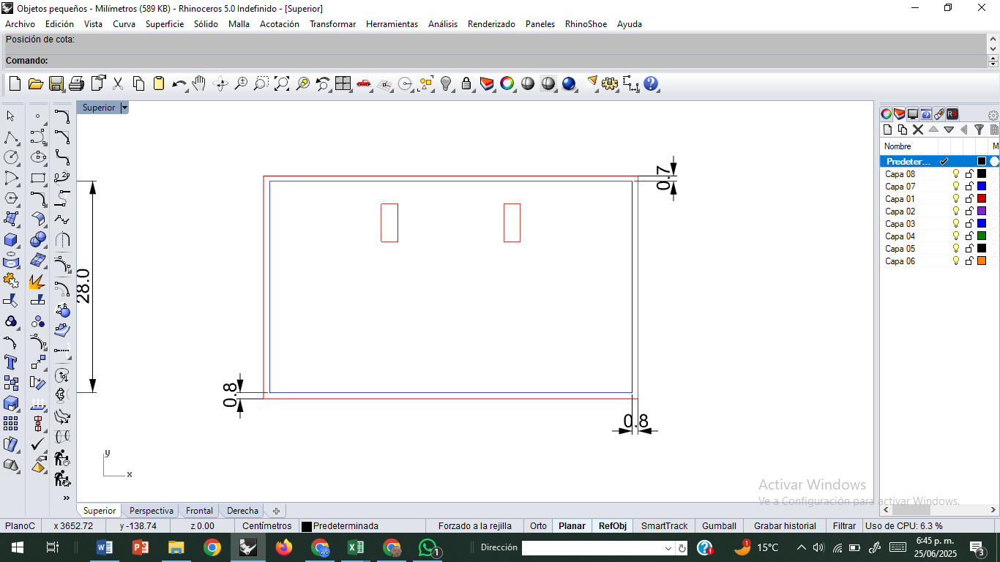 Objetos pequeños - Milímetros (589 KB) - Rhinoceros 5.0 Indefinido - [Superior]
Archivo Edición Vista Curva Superficie Sólido Malla Acotación Transformar Herramientas Análisis Renderizado Paneles RhinoShoe Ayuda
Posición de cota:
Comando:
Superior
Nombre M
Predeter...
Capa 08
Capa 07
Capa 01
Capa 02
Capa 03
Capa 04
Capa 05
Capa 06
0.7
28.0
0.8
0.8
y
x
Activar Windows
Ve a Configuración para activar Windows.
Superior Perspectiva Frontal Derecha
PlanoC x 3652.72 y -138.74 z 0.00 Centímetros Predeterminada Forzado a la rejilla Orto Planar RefObj SmartTrack Gumball Grabar historial Filtrar Uso de CPU: 6.3 %
Dirección 15°C 6:45 p. m.
25/06/2025
1
3